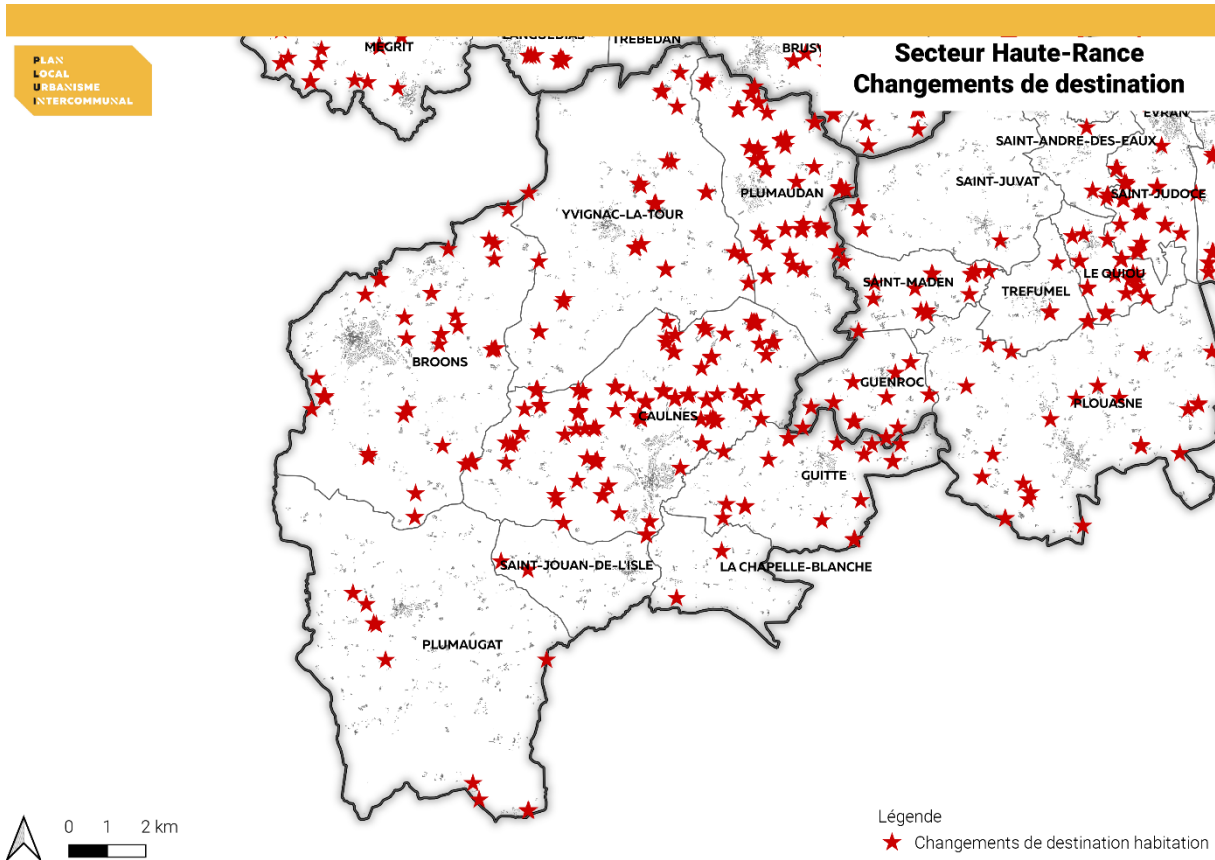 PLAN
LOCAL
URBANISME
INTERCOMMUNAL
Secteur Haute-Rance
Changements de destination
MEGRIT
LANGUEDIAS
TREBEDAN
EVRAN
SAINT-ANDRE-DES-EAUX
SAINT-JUVAT
SAINT-JUDOCE
PLUMAUDAN
YVIGNAC-LA-TOUR
SAINT-MADEN
LE QUIOU
TREFUMEL
BROONS
GUENROC
PLOUASNE
CAULNES
GUITTE
SAINT-JOUAN-DE-L'ISLE
LA CHAPELLE-BLANCHE
PLUMAUGAT
0 1 2 km
Légende
Changements de destination habitation